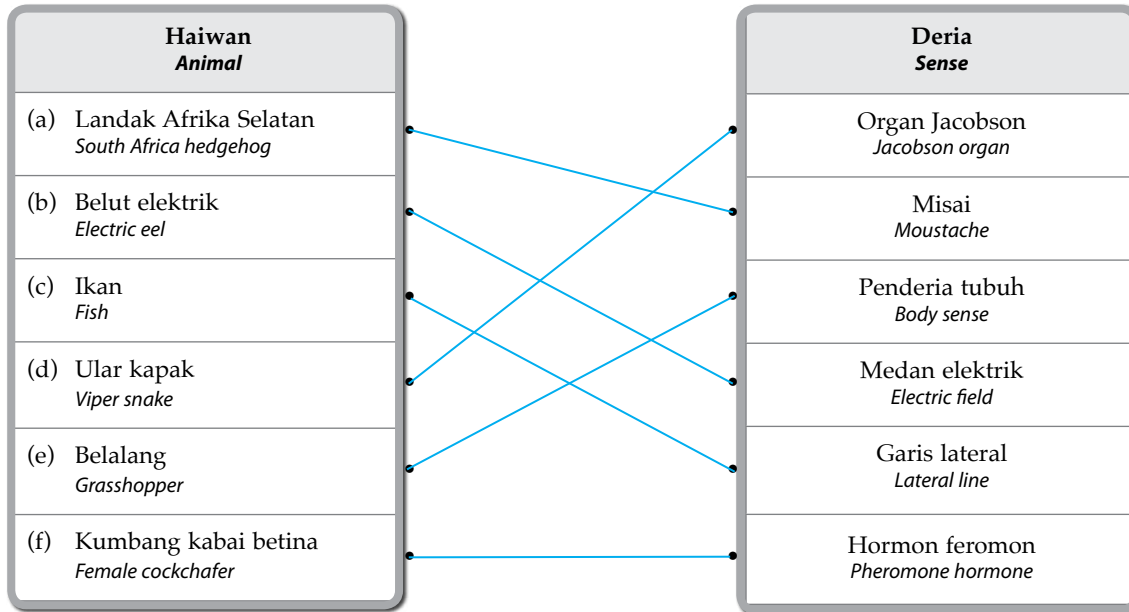 Haiwan
Animal
(a) Landak Afrika Selatan
South Africa hedgehog
(b) Belut elektrik
Electric eel
(c) Ikan
Fish
(d) Ular kapak
Viper snake
(e) Belalang
Grasshopper
(f) Kumbang kabai betina
Female cockchafer
Deria
Sense
Organ Jacobson
Jacobson organ
Misai
Moustache
Penderia tubuh
Body sense
Medan elektrik
Electric field
Garis lateral
Lateral line
Hormon feromon
Pheromone hormone